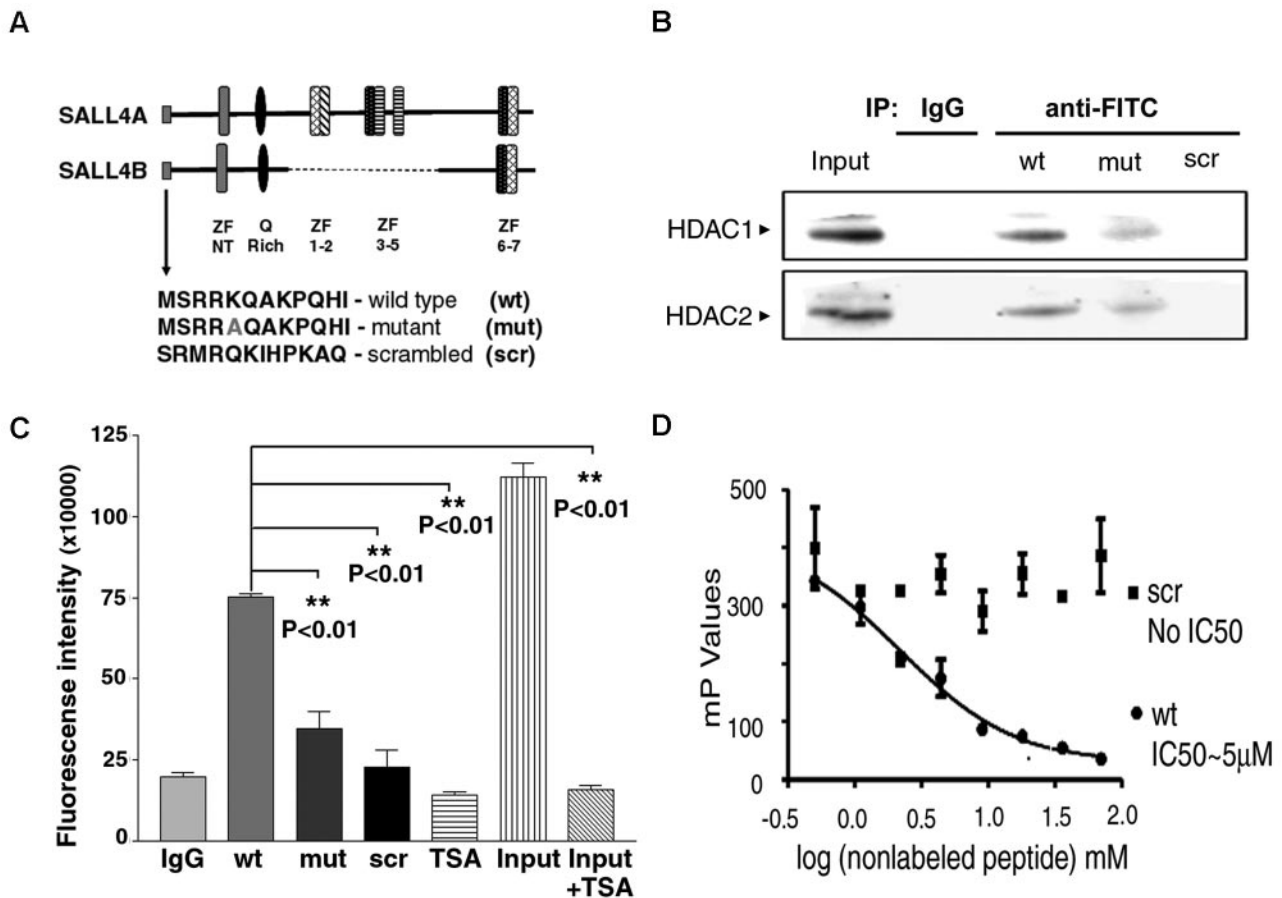 A
SALL4A
SALL4B
ZF NT
Q Rich
ZF 1-2
ZF 3-5
ZF 6-7
MSRRKQAKPQHI - wild type (wt)
MSRRAQAKPQHI - mutant (mut)
SRMRQKIHPKAQ - scrambled (scr)
B
IP: IgG anti-FITC
Input wt mut scr
HDAC1
HDAC2
C
Fluorescense intensity (x10000)
125
100
75
50
25
0
**
P<0.01
**
P<0.01
**
P<0.01
**
P<0.01
IgG wt mut scr TSA Input Input +TSA
D
mP Values
500
300
100
0
-0.5 0.0 0.5 1.0 1.5 2.0
log (nonlabeled peptide) mM
scr
No IC50
wt
IC50~5μM